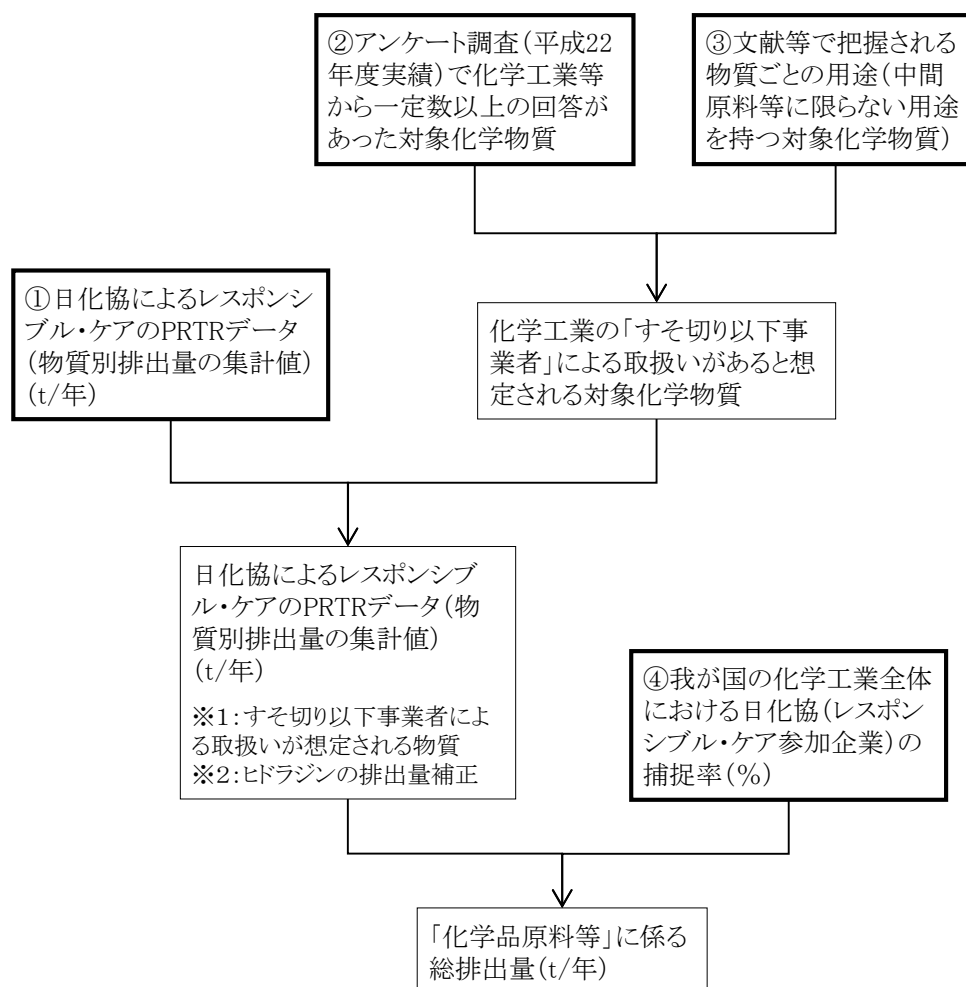 ②アンケート調査(平成22
年度実績)で化学工業等
から一定数以上の回答が
あった対象化学物質
③文献等で把握される
物質ごとの用途(中間
原料等に限らない用途
を持つ対象化学物質)
①日化協によるレスポンシ
ブル・ケアのPRTRデータ
(物質別排出量の集計値)
(t/年)
化学工業の「すそ切り以下事
業者」による取扱いがあると想
定される対象化学物質
日化協によるレスポンシブ
ル・ケアのPRTRデータ(物
質別排出量の集計値)
(t/年)
※1:すそ切り以下事業者によ
る取扱いが想定される物質
※2:ヒドラジンの排出量補正
④我が国の化学工業全体
における日化協(レスポン
シブル・ケア参加企業)の
捕捉率(%)
「化学品原料等」に係る
総排出量(t/年)